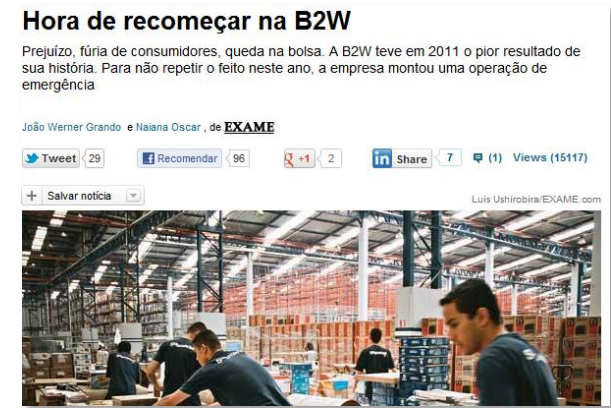 Hora de recomeçar na B2W
Prejuízo, fúria de consumidores, queda na bolsa. A B2W teve em 2011 o pior resultado de
sua história. Para não repetir o feito neste ano, a empresa montou uma operação de
emergência
João Werner Grando e Naiana Oscar , de EXAME
Tweet 29 Recomendar 96 +1 2 in Share 7 (1) Views (15117)
+ Salvar notícia
Luis Ushirobira/EXAME.com